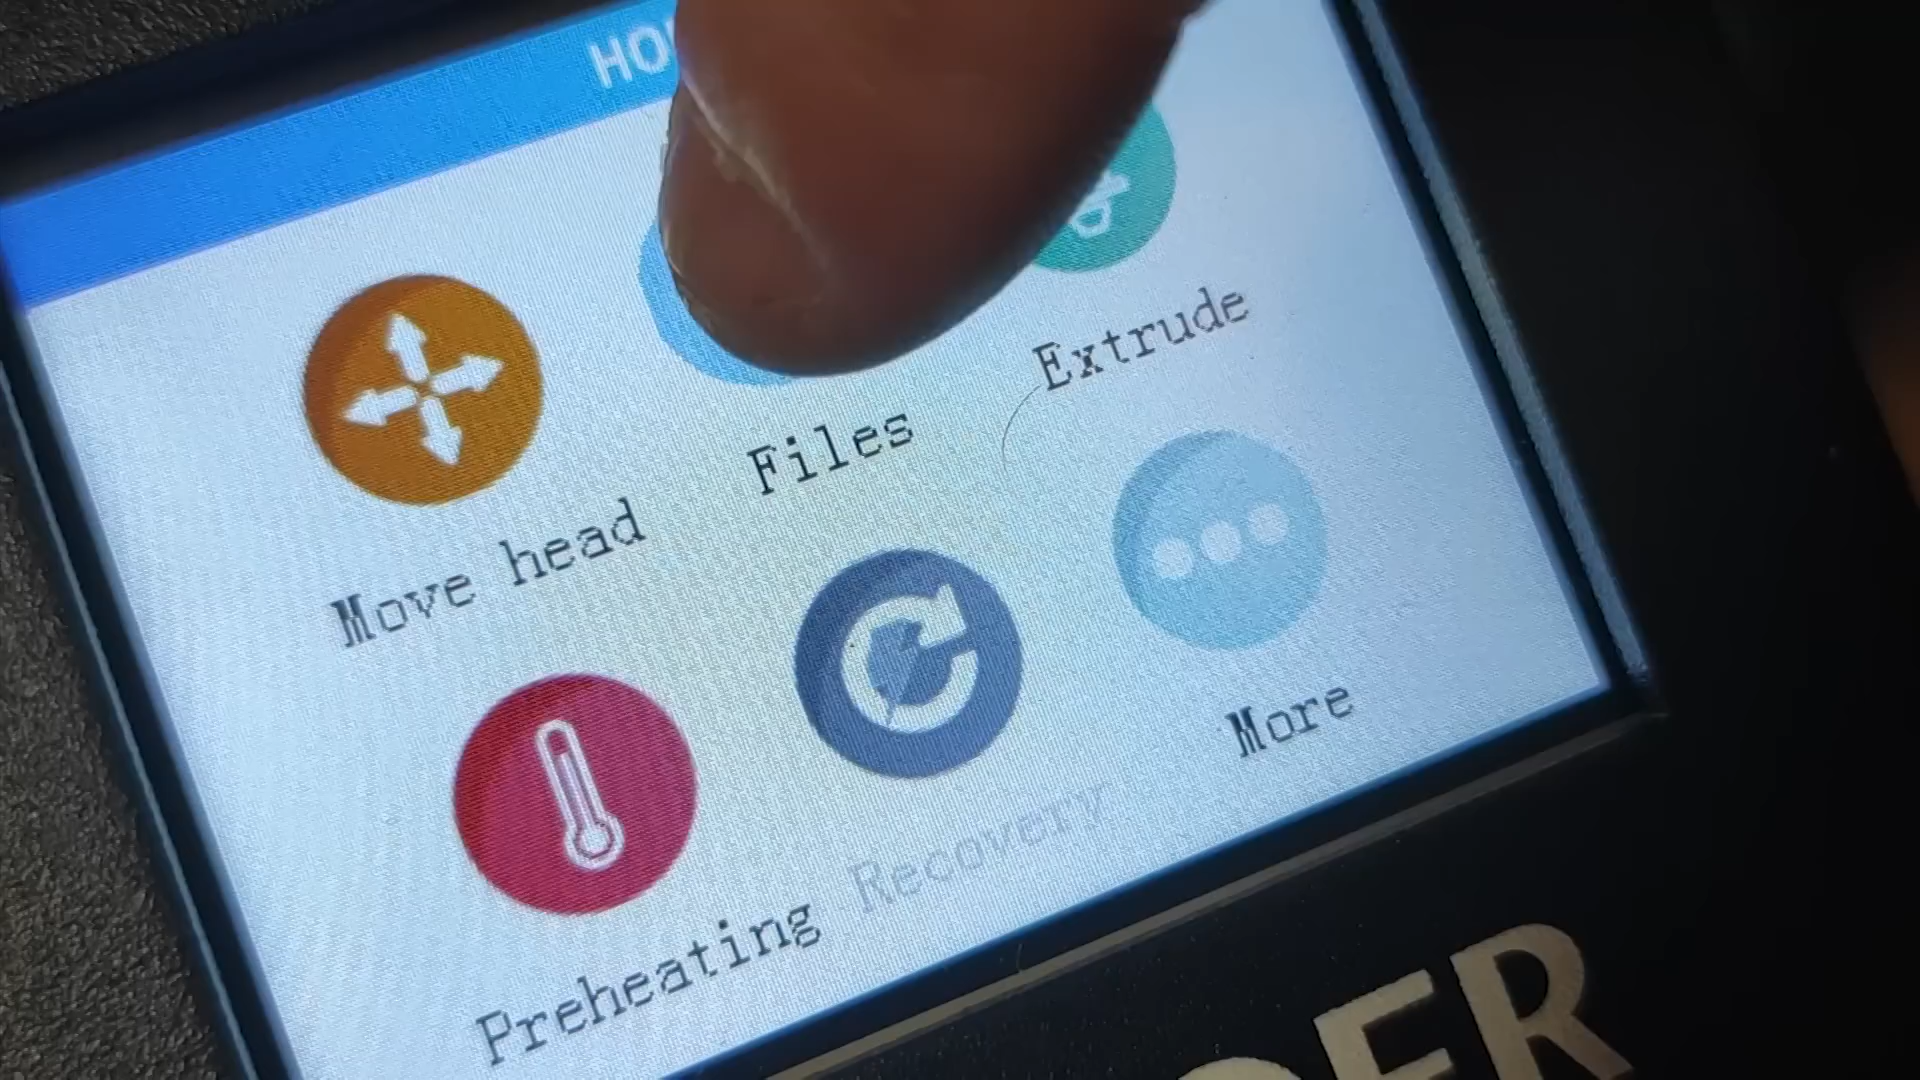 Move head
Files
Extrude
Preheating
Recovery
More